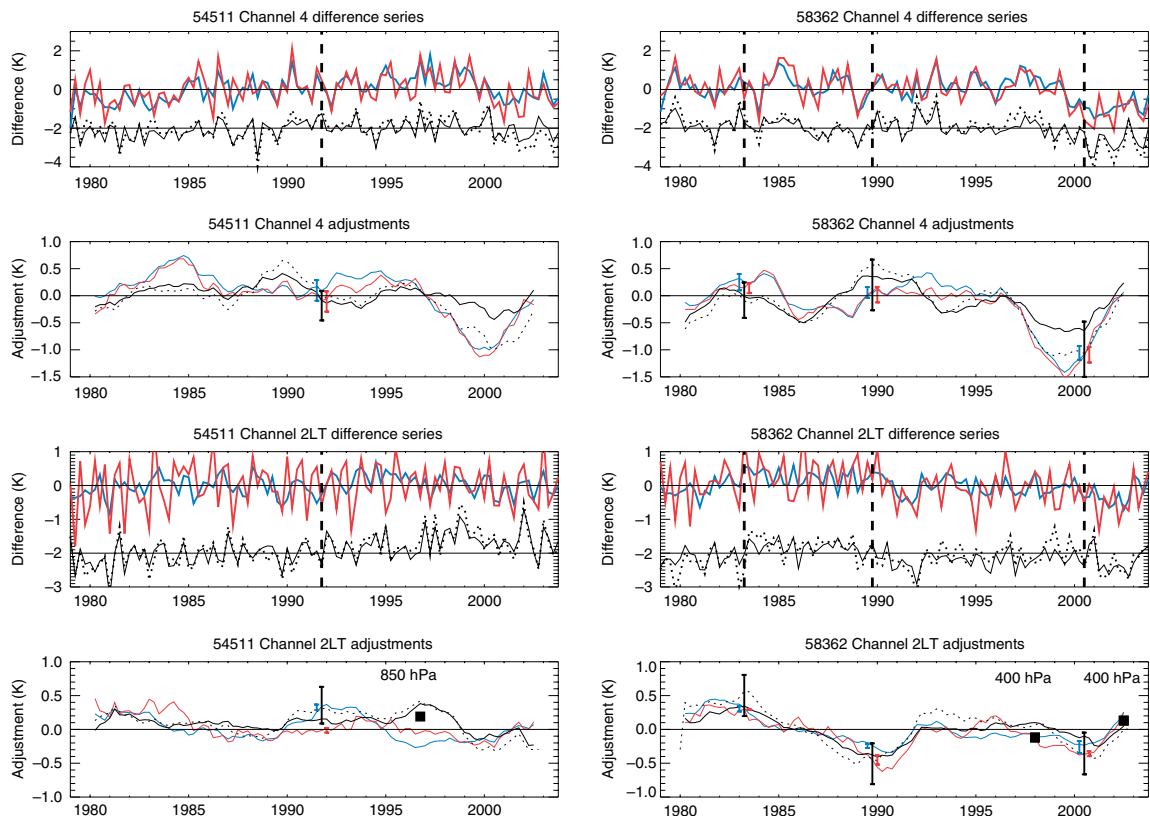 54511 Channel 4 difference series
Difference (K)
2
0
−2
−4
1980 1985 1990 1995 2000
58362 Channel 4 difference series
Difference (K)
2
0
−2
−4
1980 1985 1990 1995 2000
54511 Channel 4 adjustments
Adjustment (K)
1.0
0.5
0.0
−0.5
−1.0
−1.5
1980 1985 1990 1995 2000
58362 Channel 4 adjustments
Adjustment (K)
1.0
0.5
0.0
−0.5
−1.0
−1.5
1980 1985 1990 1995 2000
54511 Channel 2LT difference series
Difference (K)
1
0
−1
−2
−3
1980 1985 1990 1995 2000
58362 Channel 2LT difference series
Difference (K)
1
0
−1
−2
−3
1980 1985 1990 1995 2000
54511 Channel 2LT adjustments
Adjustment (K)
850 hPa
1.0
0.5
0.0
−0.5
−1.0
1980 1985 1990 1995 2000
58362 Channel 2LT adjustments
Adjustment (K)
400 hPa 400 hPa
1.0
0.5
0.0
−0.5
−1.0
1980 1985 1990 1995 2000